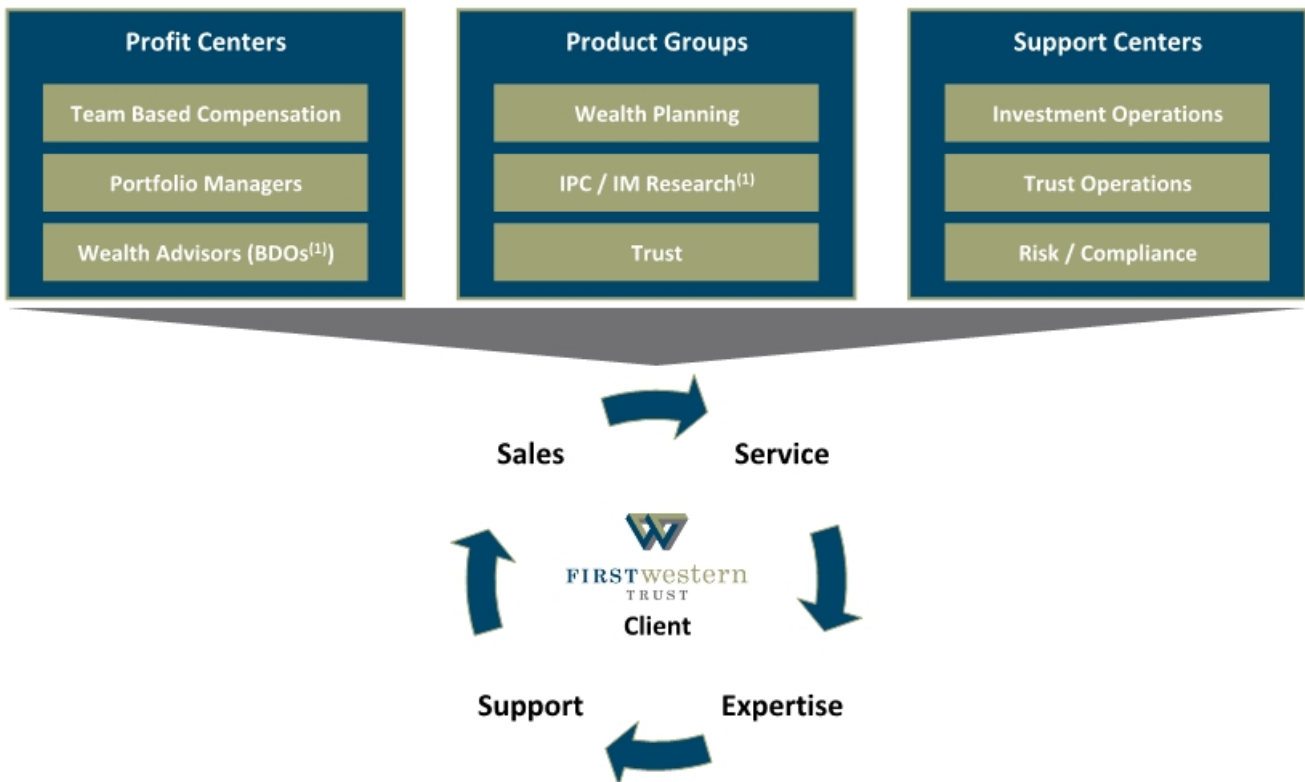 Profit Centers
Team Based Compensation
Portfolio Managers
Wealth Advisors (BDOs(1))
Product Groups
Wealth Planning
IPC / IM Research(1)
Trust
Support Centers
Investment Operations
Trust Operations
Risk / Compliance
Sales
Service
FIRSTwestern
TRUST
Client
Support
Expertise